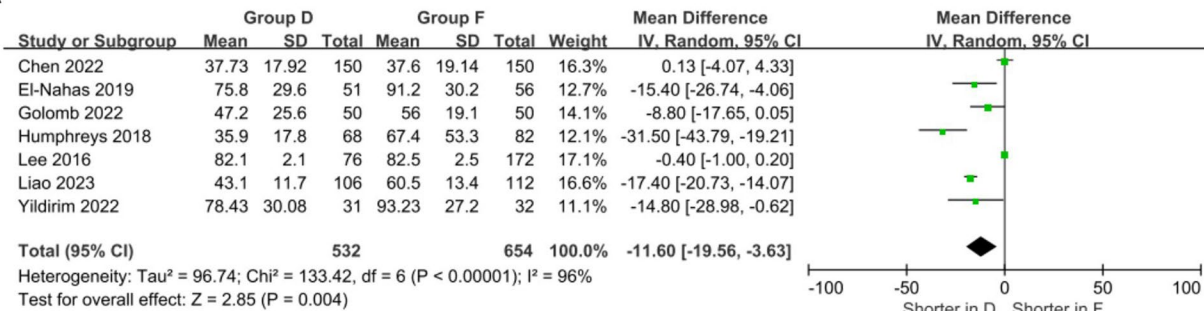 Group D Group F Mean Difference Mean Difference
Study or Subgroup Mean SD Total Mean SD Total Weight IV, Random, 95% CI IV, Random, 95% CI
Chen 2022 37.73 17.92 150 37.6 19.14 150 16.3% 0.13 [-4.07, 4.33]
El-Nahas 2019 75.8 29.6 51 91.2 30.2 56 12.7% -15.40 [-26.74, -4.06]
Golomb 2022 47.2 25.6 50 56 19.1 50 14.1% -8.80 [-17.65, 0.05]
Humphreys 2018 35.9 17.8 68 67.4 53.3 82 12.1% -31.50 [-43.79, -19.21]
Lee 2016 82.1 2.1 76 82.5 2.5 172 17.1% -0.40 [-1.00, 0.20]
Liao 2023 43.1 11.7 106 60.5 13.4 112 16.6% -17.40 [-20.73, -14.07]
Yildirim 2022 78.43 30.08 31 93.23 27.2 32 11.1% -14.80 [-28.98, -0.62]
Total (95% CI) 532 654 100.0% -11.60 [-19.56, -3.63]
Heterogeneity: Tau² = 96.74; Chi² = 133.42, df = 6 (P < 0.00001); I² = 96%
Test for overall effect: Z = 2.85 (P = 0.004)
-100 -50 0 50 100
Shorter in D Shorter in F